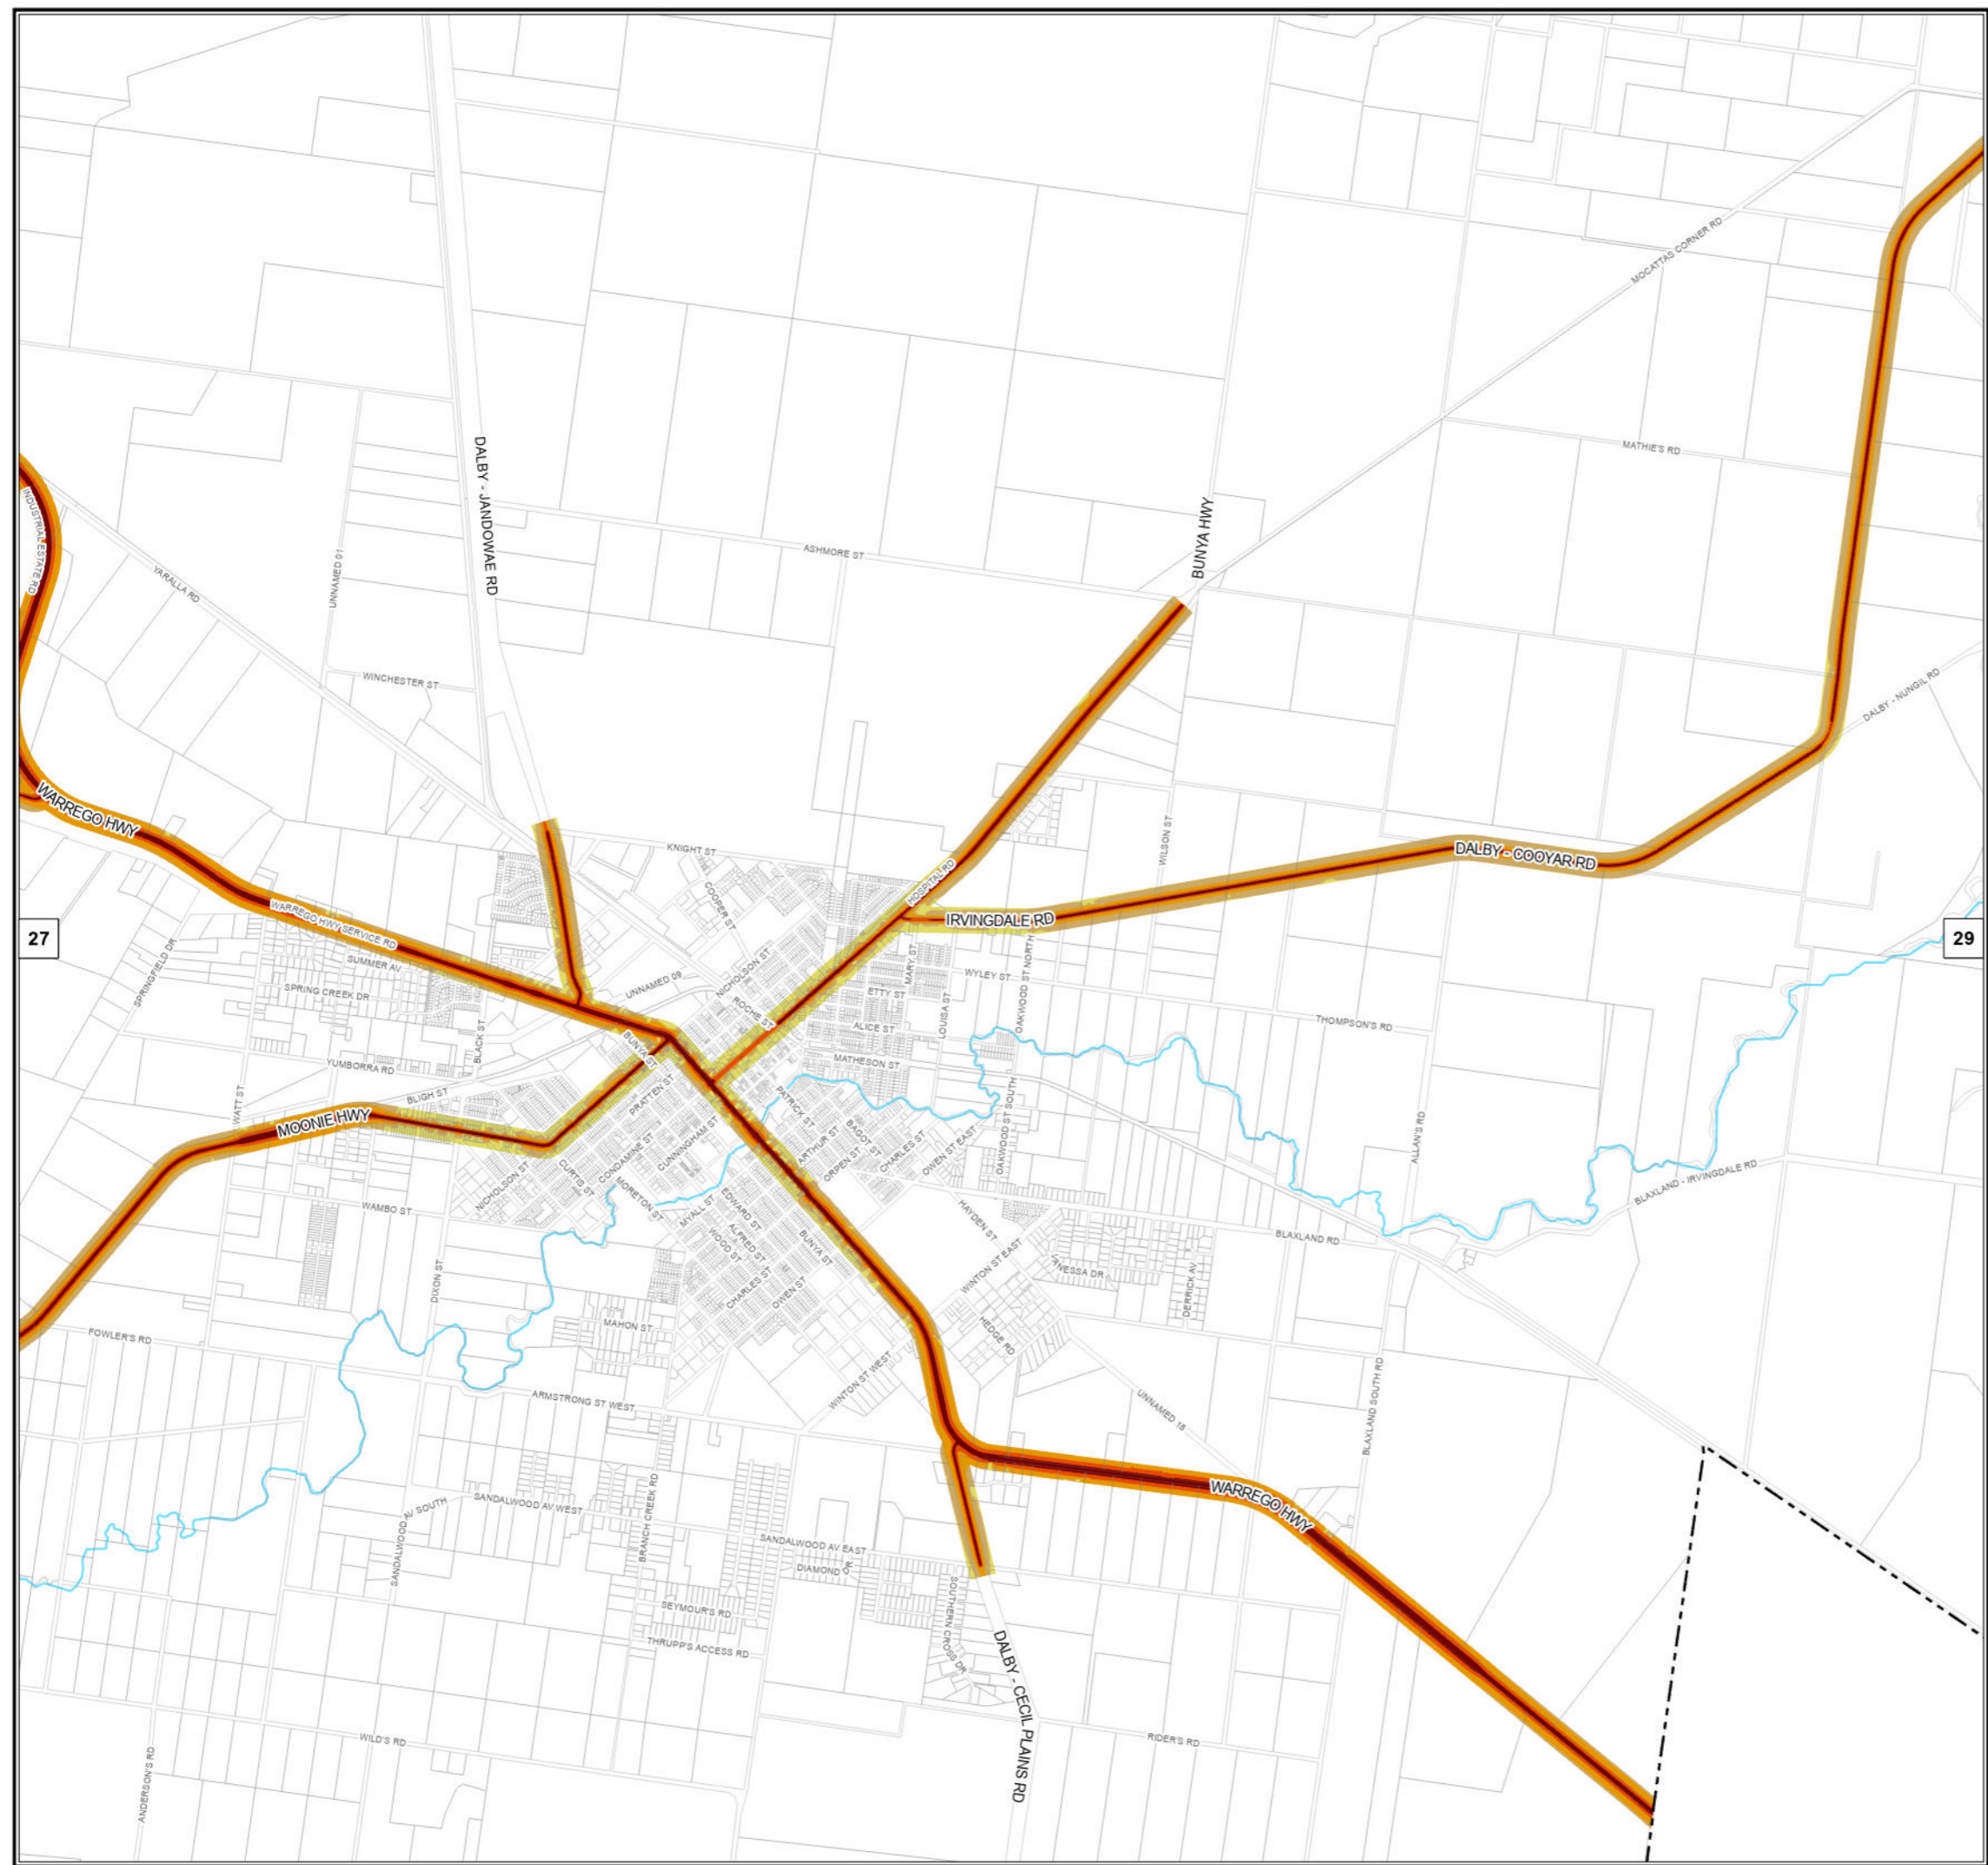 MOCATTAS CORNER RD
MATHIE'S RD
DALBY - JANDOWAE RD
INDUSTRIAL ESTATE RD
YARALLA RD
UNNAMED 01
ASHMORE ST
BUNYA HWY
WINCHESTER ST
DALBY - NUNGIL RD
WARREGO HWY
KNIGHT ST
HOSPITAL RD
WILSON ST
DALBY - COOYAR RD
COOPER ST
IRVINGDALE RD
27
29
WARREGO HWY SERVICE RD
SPRINGFIELD DR
SUMMER AV
SPRING CREEK DR
NICHOLSON ST
UNNAMED 09
MARY ST
WYLEY ST
OAKWOOD ST NORTH
ETTY ST
ROCHE ST
LOUISA ST
ALICE ST
THOMPSON'S RD
BLACK ST
BUNYA ST
MATHESON ST
YUMBORRA RD
BLIGH ST
WATT ST
PRATTEN ST
PATRICK ST
MOONIE HWY
CUNNINGHAM ST
ARTHUR ST
BAGOT ST
OAKWOOD ST SOUTH
CONDAMINE ST
ORPEN ST
CHARLES ST
OWEN ST EAST
ALLAN'S RD
BLAXLAND - IRVINGDALE RD
NICHOLSON ST
CURTIS ST
MORETON ST
MYALL ST
EDWARD ST
WAMBO ST
WOOD ST
ALFRED ST
BUNYA ST
HAYDEN ST
BLAXLAND RD
WINTON ST EAST
VANESSA DR
DERRICK AV
DIXON ST
CHARLES ST
OWEN ST
FOWLER'S RD
MAHON ST
HEDGE RD
WINTON ST WEST
ARMSTRONG ST WEST
UNNAMED 18
BLAXLAND SOUTH RD
SANDALWOOD AV SOUTH
SANDALWOOD AV WEST
BRANCH CREEK RD
WARREGO HWY
SANDALWOOD AV EAST
DIAMOND DR
SEYMOUR'S RD
SOUTHERN CROSS DR
THRUPP'S ACCESS RD
DALBY - CECIL PLAINS RD
WILD'S RD
RIDER'S RD
ANDERSON'S RD